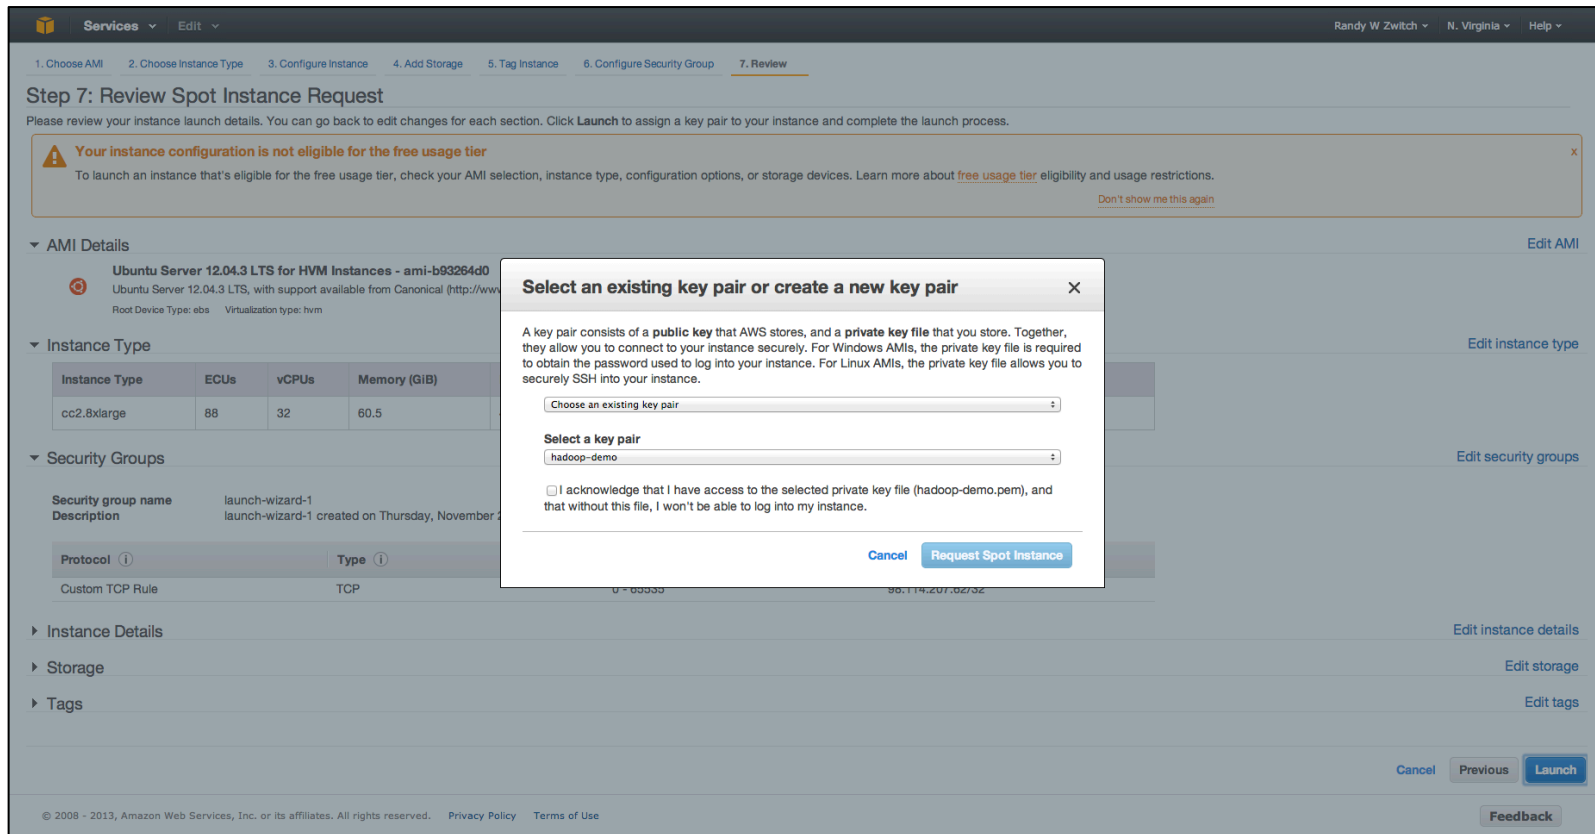 Services Edit Randy W Zwitch N. Virginia Help
1. Choose AMI 2. Choose Instance Type 3. Configure Instance 4. Add Storage 5. Tag Instance 6. Configure Security Group 7. Review
Step 7: Review Spot Instance Request
Please review your instance launch details. You can go back to edit changes for each section. Click Launch to assign a key pair to your instance and complete the launch process.
Your instance configuration is not eligible for the free usage tier x
To launch an instance that's eligible for the free usage tier, check your AMI selection, instance type, configuration options, or storage devices. Learn more about free usage tier eligibility and usage restrictions.
Don't show me this again
AMI Details Edit AMI
Ubuntu Server 12.04.3 LTS for HVM Instances - ami-b93264d0
Ubuntu Server 12.04.3 LTS, with support available from Canonical (http://www
Root Device Type: ebs Virtualization type: hvm
Instance Type Edit instance type
Instance Type ECUs vCPUs Memory (GiB)
cc2.8xlarge 88 32 60.5
Security Groups Edit security groups
Security group name launch-wizard-1
Description launch-wizard-1 created on Thursday, November
Protocol Type
Custom TCP Rule TCP 0 - 65535 98.114.207.62/32
Instance Details Edit instance details
Storage Edit storage
Tags Edit tags
Select an existing key pair or create a new key pair
A key pair consists of a public key that AWS stores, and a private key file that you store. Together,
they allow you to connect to your instance securely. For Windows AMIs, the private key file is required
to obtain the password used to log into your instance. For Linux AMIs, the private key file allows you to
securely SSH into your instance.
Choose an existing key pair
Select a key pair
hadoop-demo
I acknowledge that I have access to the selected private key file (hadoop-demo.pem), and
that without this file, I won't be able to log into my instance.
Cancel Request Spot Instance
Cancel Previous Launch
© 2008 - 2013, Amazon Web Services, Inc. or its affiliates. All rights reserved. Privacy Policy Terms of Use Feedback